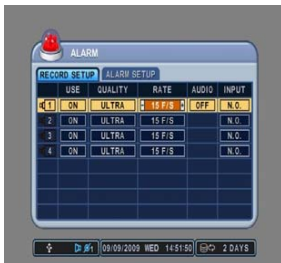 ALARM
RECORD SETUP ALARM SETUP
USE QUALITY RATE AUDIO INPUT
1 ON ULTRA 15 F/S OFF N.O.
2 ON ULTRA 15 F/S N.O.
3 ON ULTRA 15 F/S N.O.
4 ON ULTRA 15 F/S N.O.
1 09/09/2009 WED 14:51:50 2 DAYS